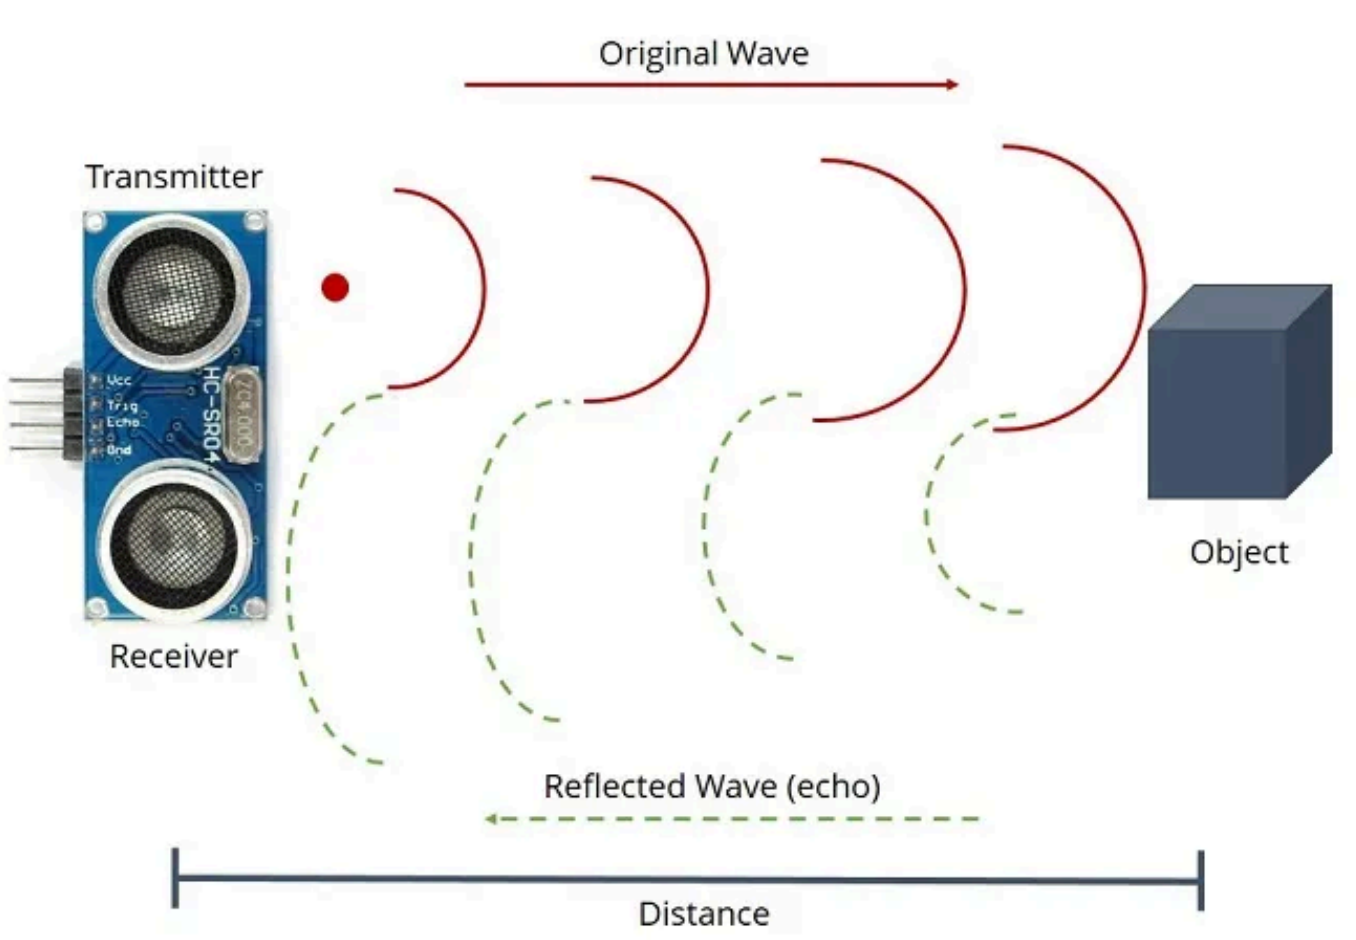 Original Wave
Transmitter
Vcc
Trig
Echo
Gnd
HC-SR04
Object
Receiver
Reflected Wave (echo)
Distance